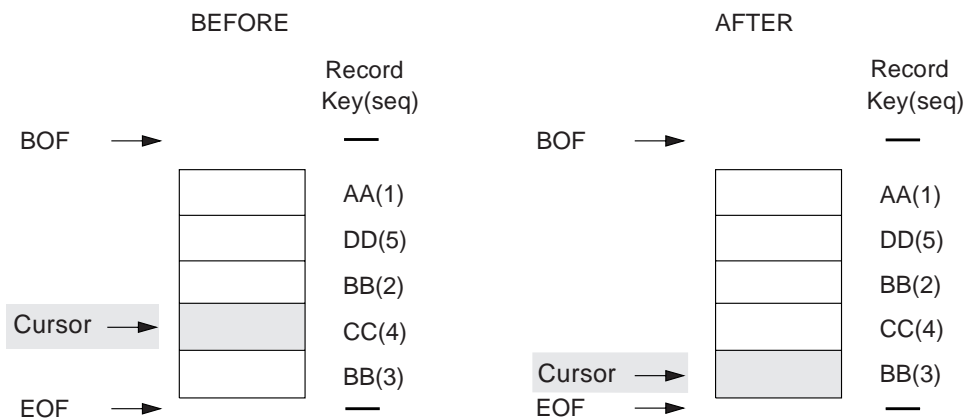 BEFORE
Record
Key(seq)
BOF —
AA(1)
DD(5)
BB(2)
Cursor CC(4)
BB(3)
EOF —
AFTER
Record
Key(seq)
BOF —
AA(1)
DD(5)
BB(2)
CC(4)
Cursor BB(3)
EOF —